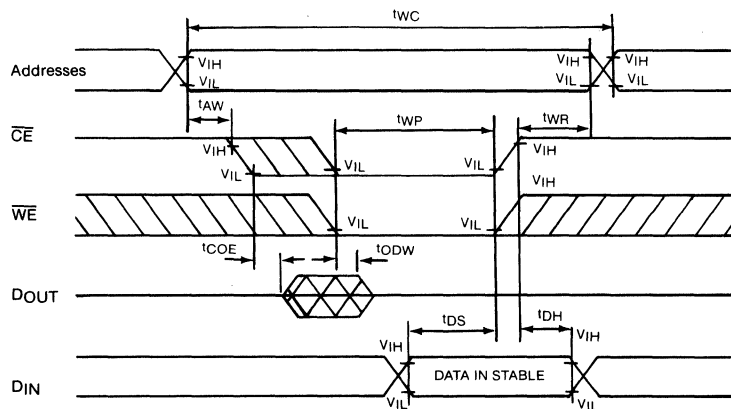 tWC
Addresses
VIH
VIL
VIH
VIL
VIH
VIL
tAW
tWP
tWR
CE
VIH
VIL
VIL
VIL
VIH
WE
VIL
VIL
VIH
tCOE
tODW
DOUT
tDS
tDH
DIN
VIH
VIL
DATA IN STABLE
VIH
VIL